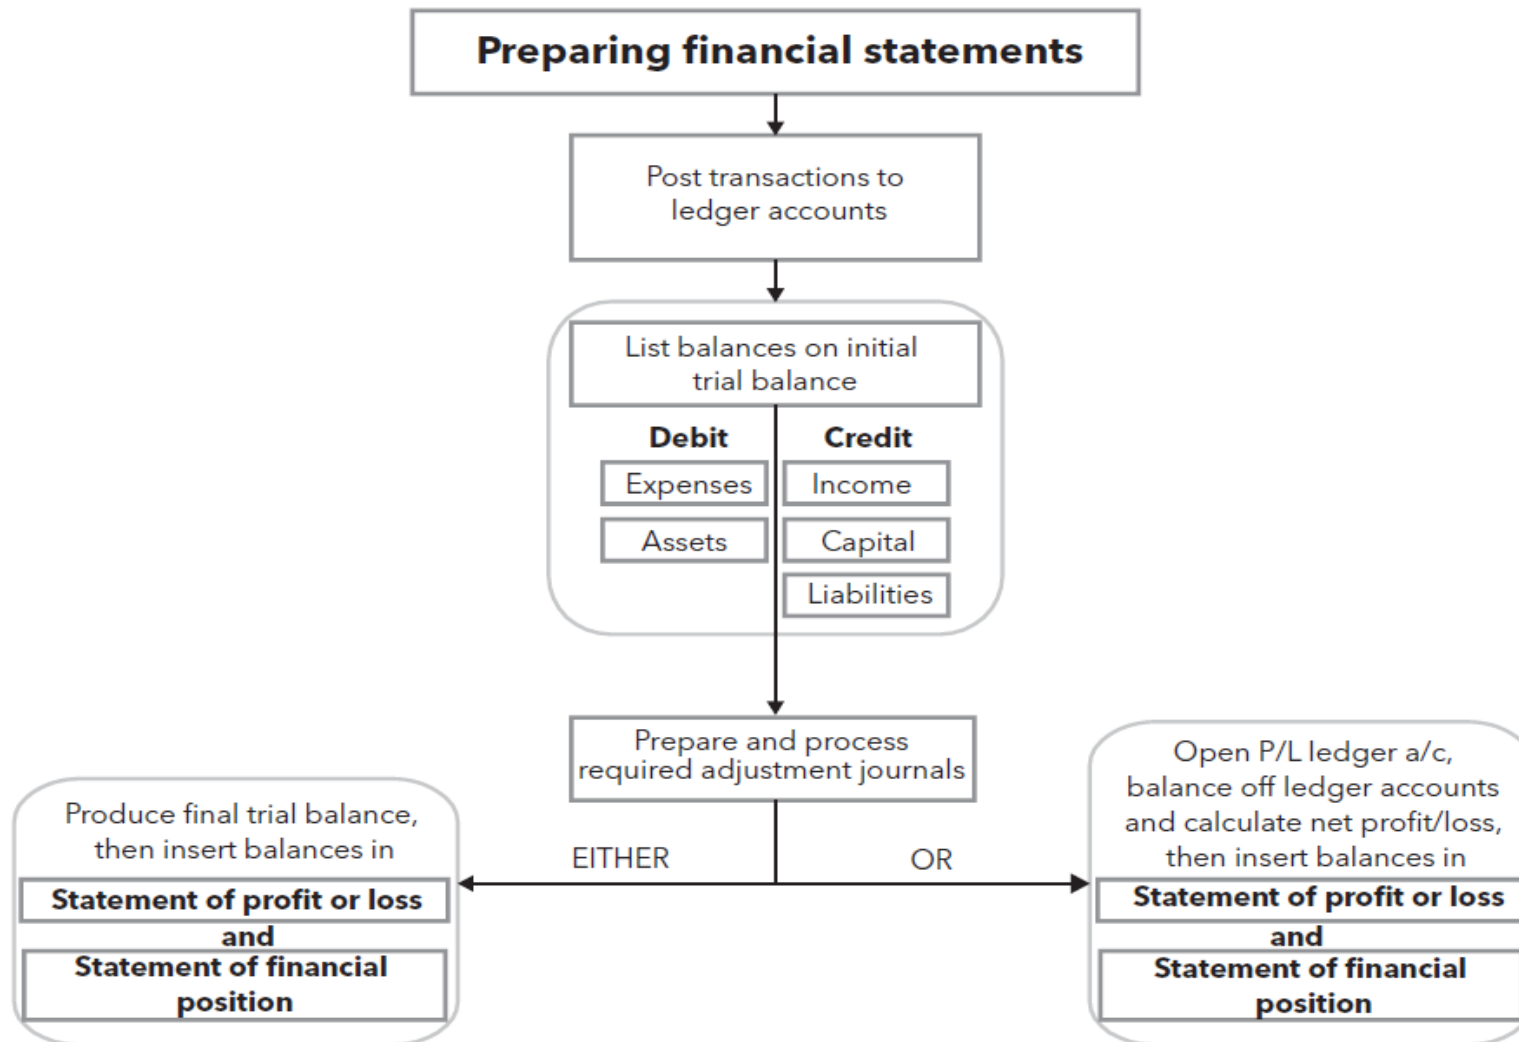 Preparing financial statements
Post transactions to
ledger accounts
List balances on initial
trial balance
Debit
Credit
Expenses
Income
Assets
Capital
Liabilities
Prepare and process
required adjustment journals
EITHER
OR
Produce final trial balance,
then insert balances in
Statement of profit or loss
and
Statement of financial
position
Open P/L ledger a/c,
balance off ledger accounts
and calculate net profit/loss,
then insert balances in
Statement of profit or loss
and
Statement of financial
position